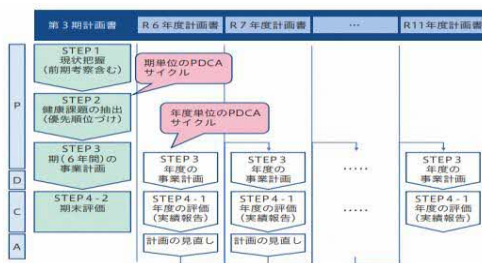 第3期計画書
R6年度計画書
R7年度計画書
…
R11年度計画書
P
D
C
A
STEP1
現状把握
(前期考察含む)
STEP2
健康課題の抽出
(優先順位づけ)
STEP3
期(6年間)の
事業計画
STEP4-2
期末評価
期単位のPDCA
サイクル
年度単位のPDCA
サイクル
STEP3
年度の
事業計画
STEP4-1
年度の評価
(実績報告)
計画の見直し
STEP3
年度の
事業計画
STEP4-1
年度の評価
(実績報告)
計画の見直し
.....
.....
STEP3
年度の
事業計画
STEP4-1
年度の評価
(実績報告)